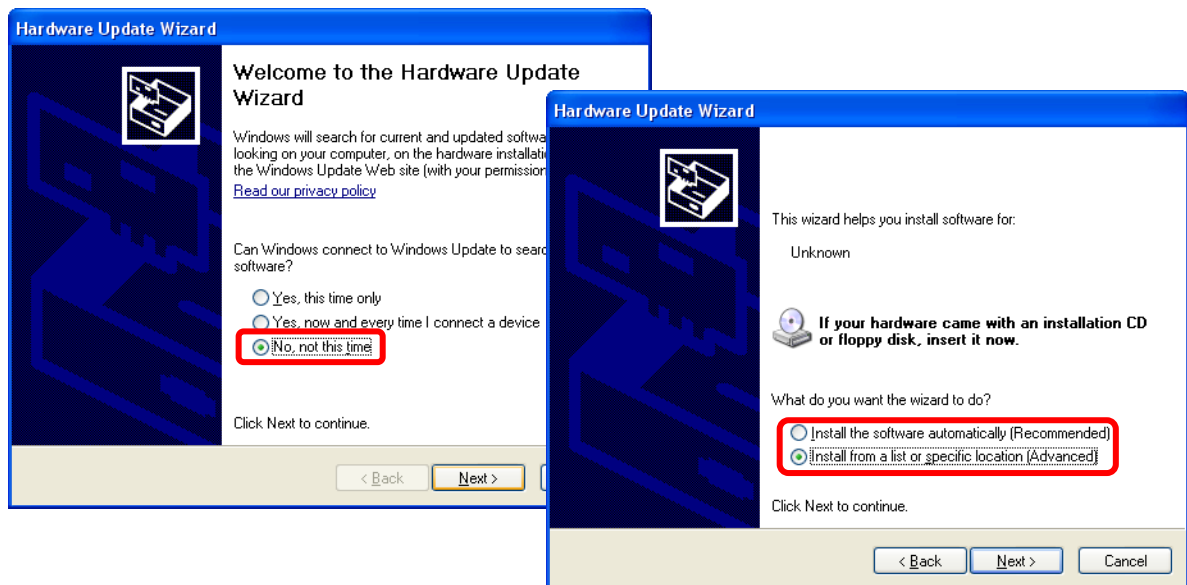 Hardware Update Wizard
Welcome to the Hardware Update
Wizard
Windows will search for current and updated softwa
looking on your computer, on the hardware installati
the Windows Update Web site (with your permission
Read our privacy policy
Can Windows connect to Windows Update to searc
software?
Yes, this time only
Yes, now and every time I connect a device
No, not this time
Click Next to continue.
< Back
Next >
Hardware Update Wizard
This wizard helps you install software for:
Unknown
If your hardware came with an installation CD
or floppy disk, insert it now.
What do you want the wizard to do?
Install the software automatically (Recommended)
Install from a list or specific location (Advanced)
Click Next to continue.
< Back
Next >
Cancel